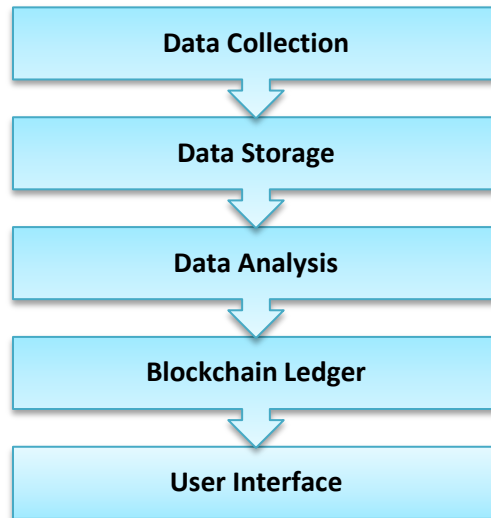 Data Collection
Data Storage
Data Analysis
Blockchain Ledger
User Interface